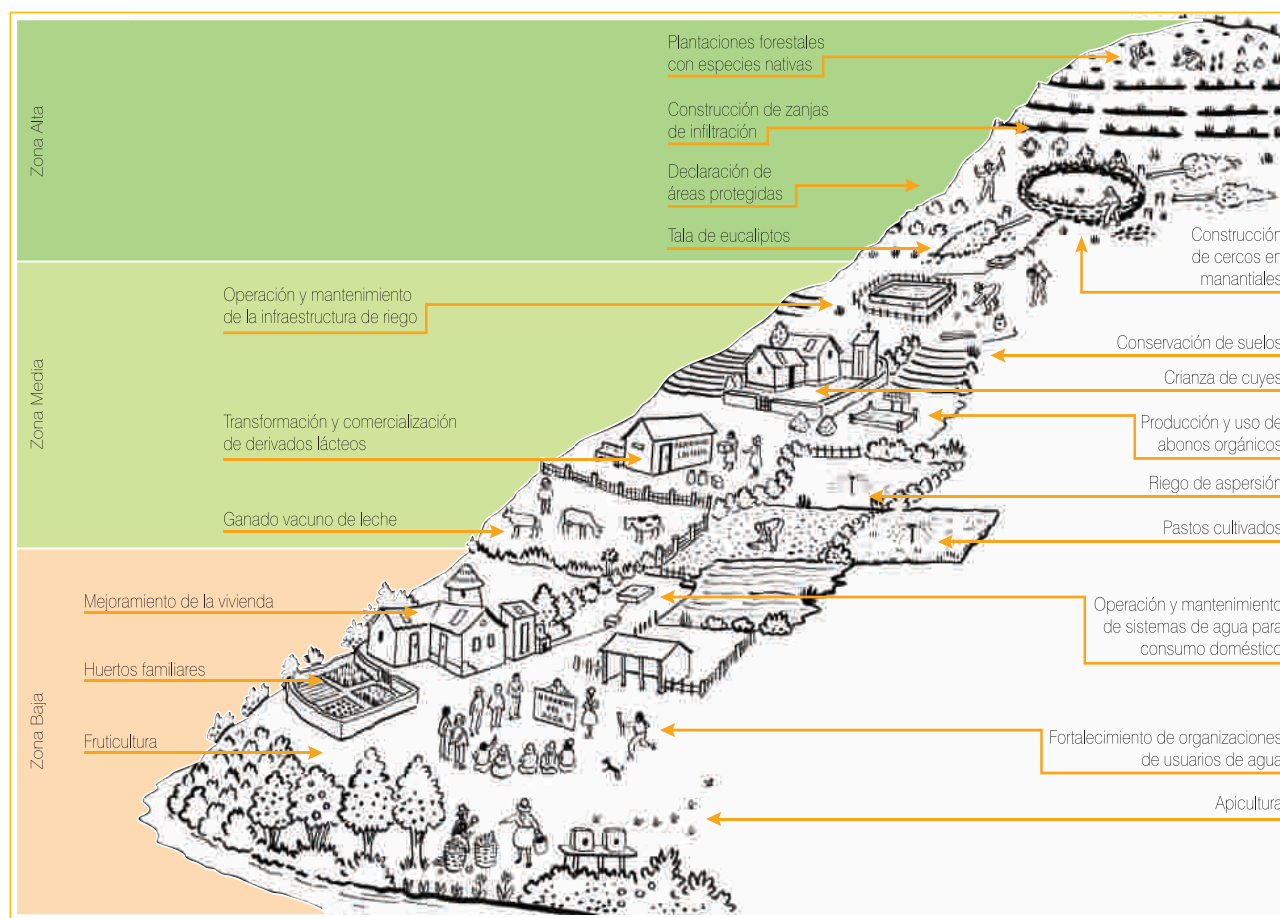 Zona Alta
Plantaciones forestales
con especies nativas
Construcción de zanjas
de infiltración
Declaración de
áreas protegidas
Tala de eucaliptos
Construcción
de cercos en
manantiales
Zona Media
Operación y mantenimiento
de la infraestructura de riego
Transformación y comercialización
de derivados lácteos
Ganado vacuno de leche
Conservación de suelos
Crianza de cuyes
Producción y uso de
abonos orgánicos
Riego de aspersión
Pastos cultivados
Zona Baja
Mejoramiento de la vivienda
Huertos familiares
Fruticultura
Operación y mantenimiento
de sistemas de agua para
consumo doméstico
Fortalecimiento de organizaciones
de usuarios de agua
Apicultura